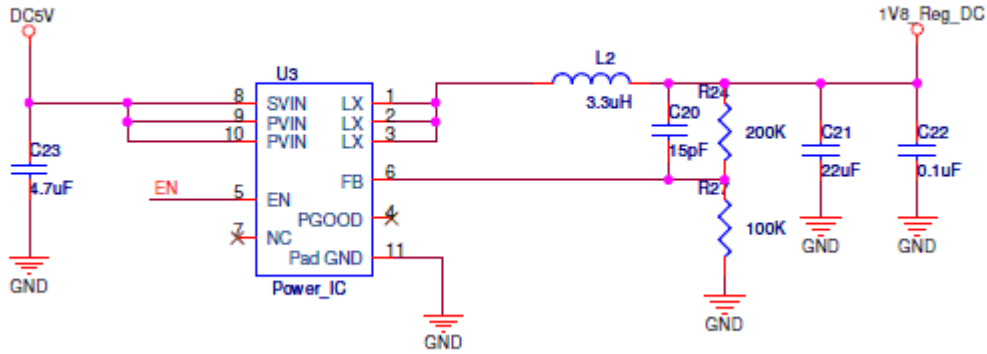 DC5V
1V8_Reg_DC
U3
L2
3.3uH
8 SVIN LX 1
9 PVIN LX 2
10 PVIN LX 3
R24
200K
C20
15pF
C21
22uF
C22
0.1uF
C23
4.7uF
FB 6
EN
5 EN
R27
100K
PGOOD 4
7 NC
Pad GND 11
Power_IC
GND
GND
GND
GND
GND